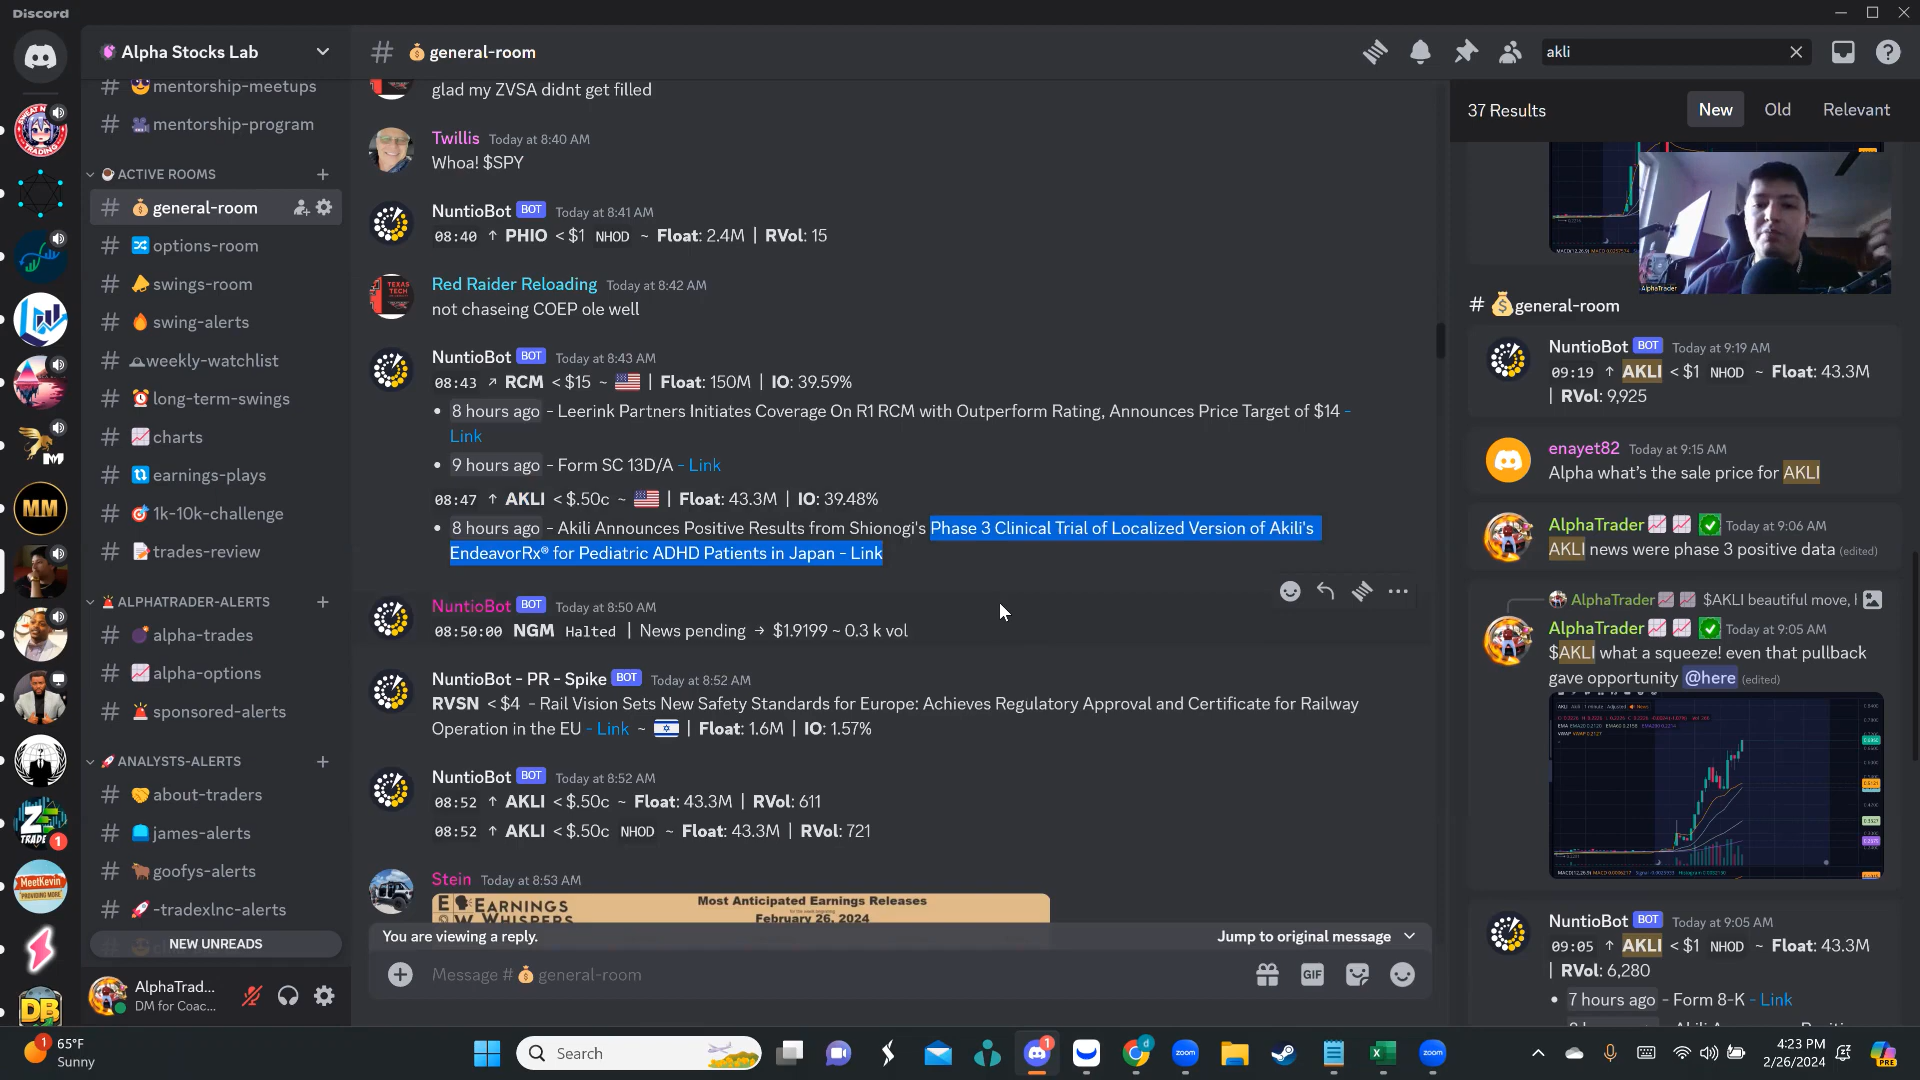 Discord
Alpha Stocks Lab
mentorship-meetups
mentorship-program
ACTIVE ROOMS
general-room
options-room
swings-room
swing-alerts
weekly-watchlist
long-term-swings
charts
earnings-plays
1k-10k-challenge
trades-review
ALPHATRADER-ALERTS
alpha-trades
alpha-options
sponsored-alerts
ANALYSTS-ALERTS
about-traders
james-alerts
goofys-alerts
-tradexlnc-alerts
NEW UNREADS
AlphaTrad...
DM for Coac...
general-room
glad my ZVSA didnt get filled
Twillis Today at 8:40 AM
Whoa! $SPY
NuntioBot BOT Today at 8:41 AM
08:40 ↑ PHIO < $1 NHOD ~ Float: 2.4M | RVol: 15
Red Raider Reloading Today at 8:42 AM
not chaseing COEP ole well
NuntioBot BOT Today at 8:43 AM
08:43 ↗ RCM < $15 ~ | Float: 150M | IO: 39.59%
• 8 hours ago - Leerink Partners Initiates Coverage On R1 RCM with Outperform Rating, Announces Price Target of $14 -
Link
• 9 hours ago - Form SC 13D/A - Link
08:47 ↑ AKLI < $.50c ~ | Float: 43.3M | IO: 39.48%
• 8 hours ago - Akili Announces Positive Results from Shionogi's Phase 3 Clinical Trial of Localized Version of Akili's
EndeavorRx® for Pediatric ADHD Patients in Japan - Link
NuntioBot BOT Today at 8:50 AM
08:50:00 NGM Halted | News pending → $1.9199 ~ 0.3 k vol
NuntioBot - PR - Spike BOT Today at 8:52 AM
RVSN < $4 - Rail Vision Sets New Safety Standards for Europe: Achieves Regulatory Approval and Certificate for Railway
Operation in the EU - Link ~ | Float: 1.6M | IO: 1.57%
NuntioBot BOT Today at 8:52 AM
08:52 ↑ AKLI < $.50c ~ Float: 43.3M | RVol: 611
08:52 ↑ AKLI < $.50c NHOD ~ Float: 43.3M | RVol: 721
Stein Today at 8:53 AM
EARNINGS
WHISPERS
Most Anticipated Earnings Releases
February 26, 2024
You are viewing a reply.
Jump to original message
Message # general-room
akli
37 Results
New
Old
Relevant
AlphaTrader
# general-room
NuntioBot BOT Today at 9:19 AM
09:19 ↑ AKLI < $1 NHOD ~ Float: 43.3M
| RVol: 9,925
enayet82 Today at 9:15 AM
Alpha what's the sale price for AKLI
AlphaTrader Today at 9:06 AM
AKLI news were phase 3 positive data (edited)
AlphaTrader $AKLI beautiful move, 
AlphaTrader Today at 9:05 AM
$AKLI what a squeeze! even that pullback
gave opportunity @here (edited)
NuntioBot BOT Today at 9:05 AM
09:05 ↑ AKLI < $1 NHOD ~ Float: 43.3M
| RVol: 6,280
• 7 hours ago - Form 8-K - Link
MM
MeetKevin
DB
65°F
Sunny
Search
zoom
zoom
4:23 PM
2/26/2024
PRE